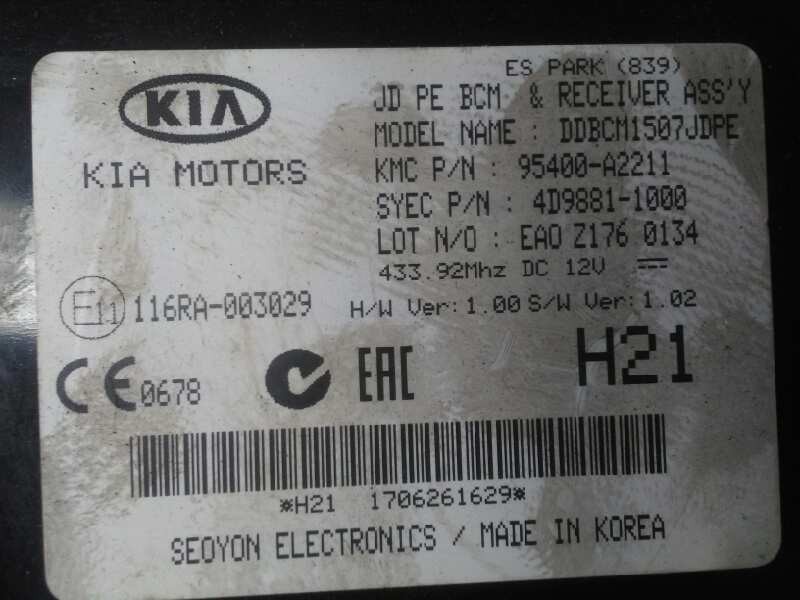 ES PARK (839)
KIA
JD PE BCM & RECEIVER ASS'Y
MODEL NAME : DDBCM1507JDPE
KIA MOTORS
KMC P/N : 95400-A2211
SYEC P/N : 4D9881-1000
LOT N/O : EAO Z176 0134
433.92Mhz DC 12V
E11 116RA-003029
H/W Ver:1.00 S/W Ver:1.02
CE 0678
EAC
H21
*H21 1706261629*
SEOYON ELECTRONICS / MADE IN KOREA